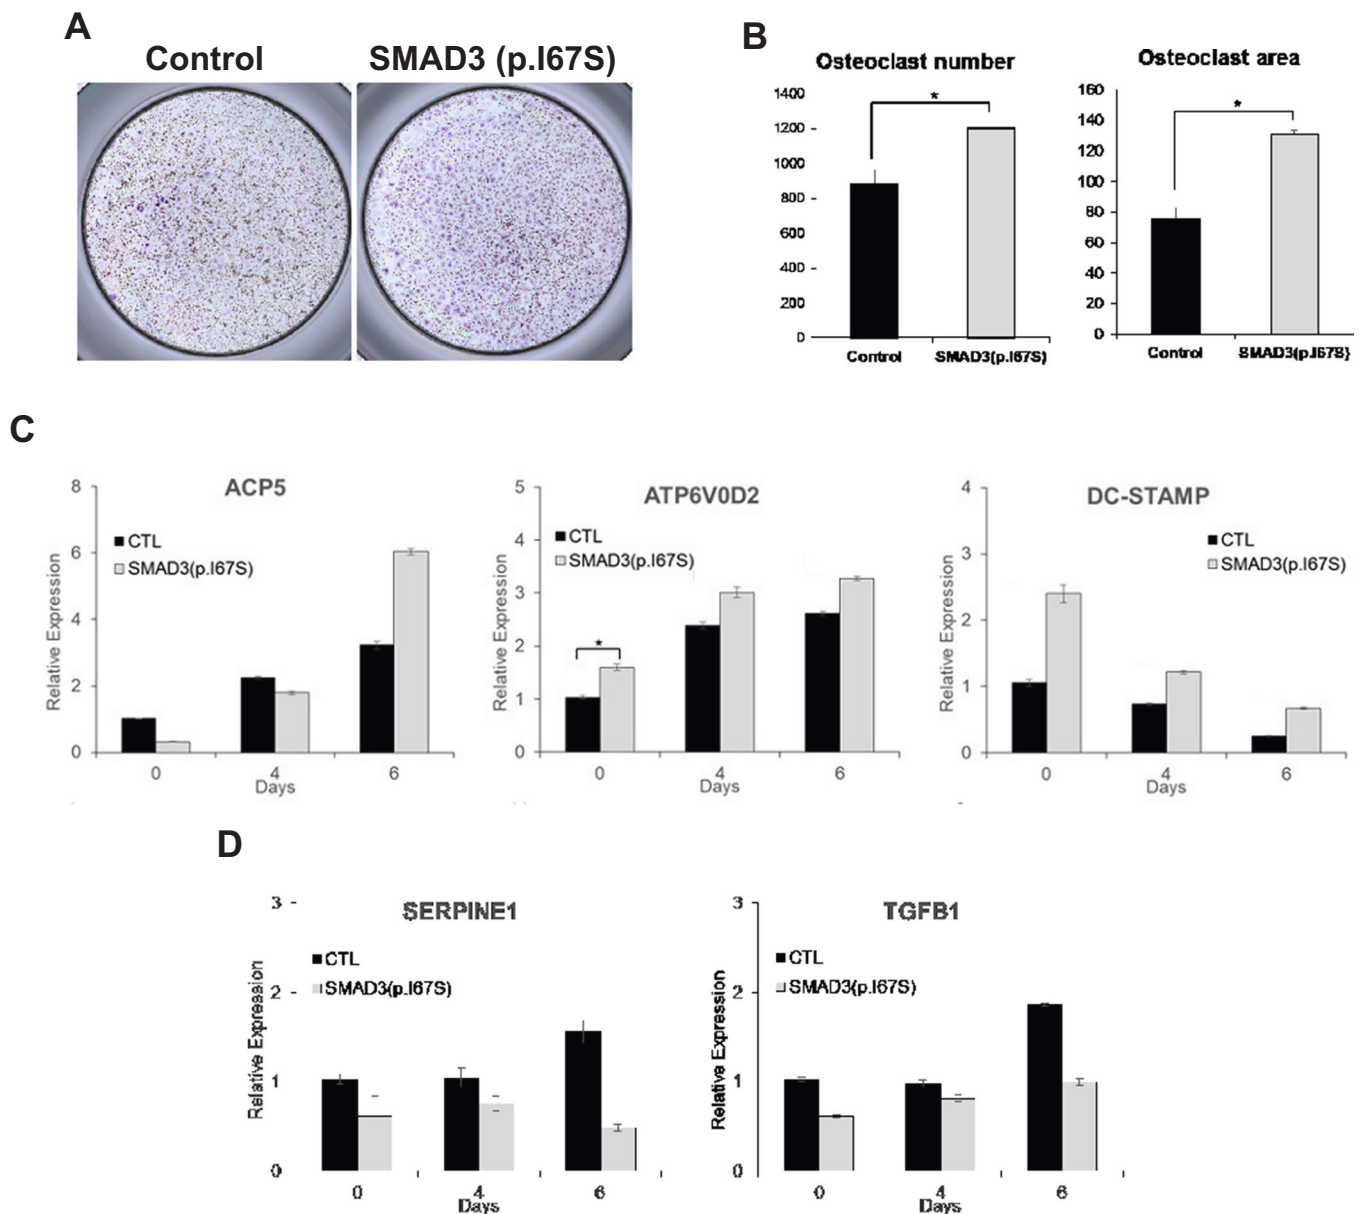 A
Control SMAD3 (p.I67S)
B
Osteoclast number
1400
1200
1000
800
600
400
200
0
*
Control SMAD3(p.I67S)
Osteoclast area
160
140
120
100
80
60
40
20
0
*
Control SMAD3(p.I67S)
C
ACP5
Relative Expression
8
6
4
2
0
CTL
SMAD3(p.I67S)
0 4 6
Days
ATP6V0D2
Relative Expression
5
4
3
2
1
0
CTL
SMAD3(p.I67S)
*
0 4 6
Days
DC-STAMP
Relative Expression
4
3
2
1
0
CTL
SMAD3(p.I67S)
0 4 6
Days
D
SERPINE1
Relative Expression
3
2
1
0
CTL
SMAD3(p.I67S)
0 4 6
Days
TGFB1
Relative Expression
3
2
1
0
CTL
SMAD3(p.I67S)
0 4 6
Days